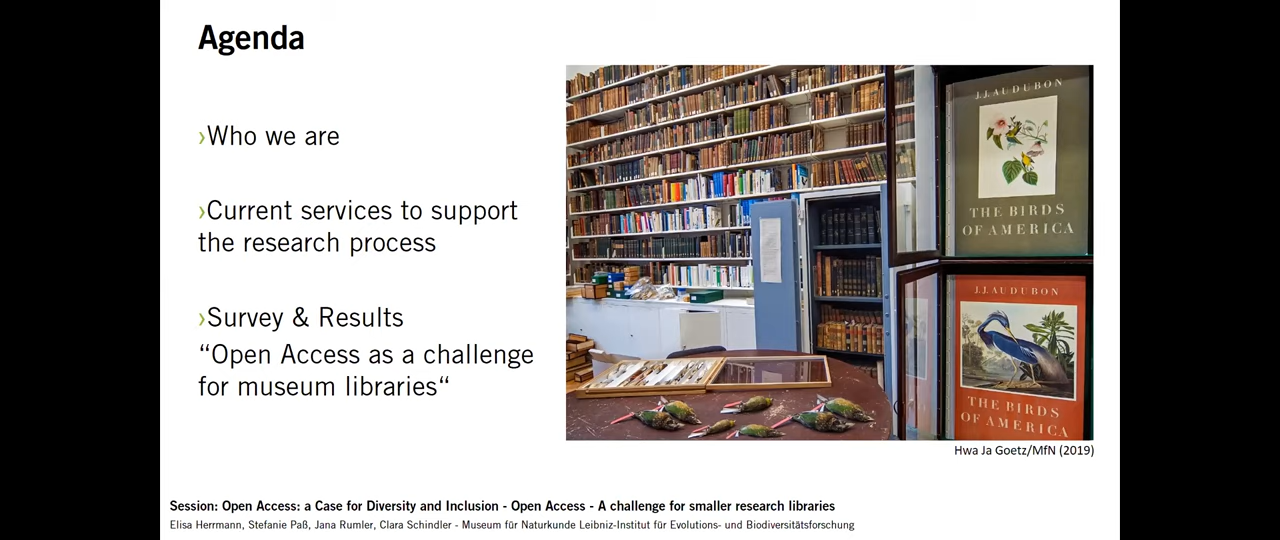 Agenda
›Who we are
›Current services to support
the research process
›Survey & Results
“Open Access as a challenge
for museum libraries“
J.J. AUDUBON
THE BIRDS
OF AMERICA
J.J. AUDUBON
THE BIRDS
OF AMERICA
Hwa Ja Goetz/MfN (2019)
Session: Open Access: a Case for Diversity and Inclusion - Open Access - A challenge for smaller research libraries
Elisa Herrmann, Stefanie Paß, Jana Rumler, Clara Schindler - Museum für Naturkunde Leibniz-Institut für Evolutions- und Biodiversitätsforschung